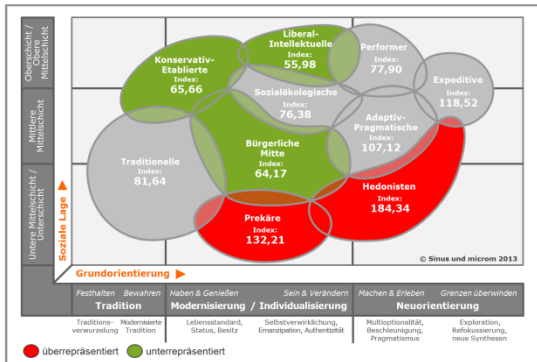 Oberschicht /
Obere
Mittelschicht
Mittlere
Mittelschicht
Untere Mittelschicht /
Unterschicht
Soziale Lage
Konservativ-
Etablierte
Index:
65,66
Liberal-
Intellektuelle
Index:
55,98
Performer
Index:
77,90
Expeditive
Index:
118,52
Sozialökologische
Index:
76,38
Adaptiv-
Pragmatische
Index:
107,12
Traditionelle
Index:
81,64
Bürgerliche
Mitte
Index:
64,17
Hedonisten
Index:
184,34
Prekäre
Index:
132,21
© Sinus und microm 2013
Grundorientierung
Festhalten Bewahren
Tradition
Haben & Genießen Sein & Verändern
Modernisierung / Individualisierung
Machen & Erleben Grenzen überwinden
Neuorientierung
Traditions-
verwurzelung
Modernisierte
Tradition
Lebensstandard,
Status, Besitz
Selbstverwirklichung,
Emanzipation, Authentizität
Multioptionalität,
Beschleunigung,
Pragmatismus
Exploration,
Refokussierung,
neue Synthesen
überrepräsentiert unterrepräsentiert